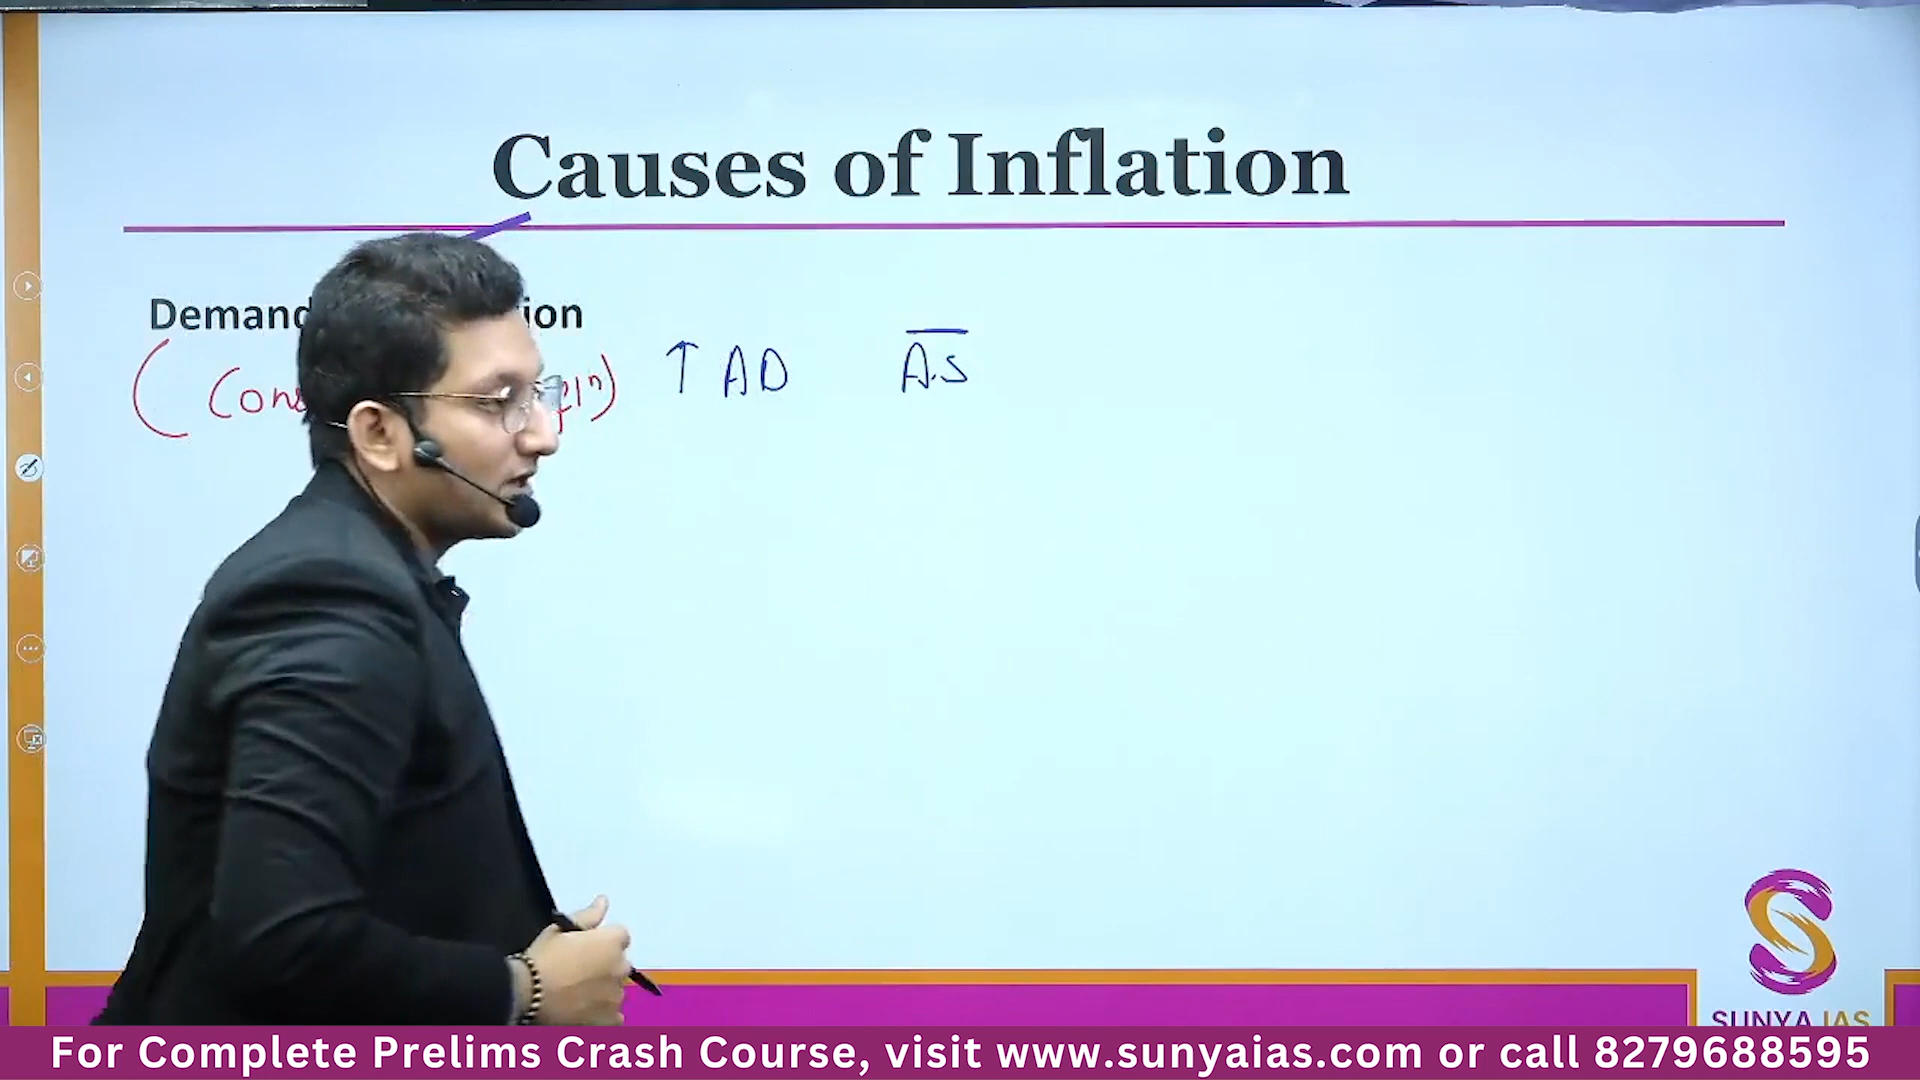 Causes of Inflation
Demand ion
( (Con ↑ AD A.S
SUNYA IAS
For Complete Prelims Crash Course, visit www.sunyaias.com or call 8279688595